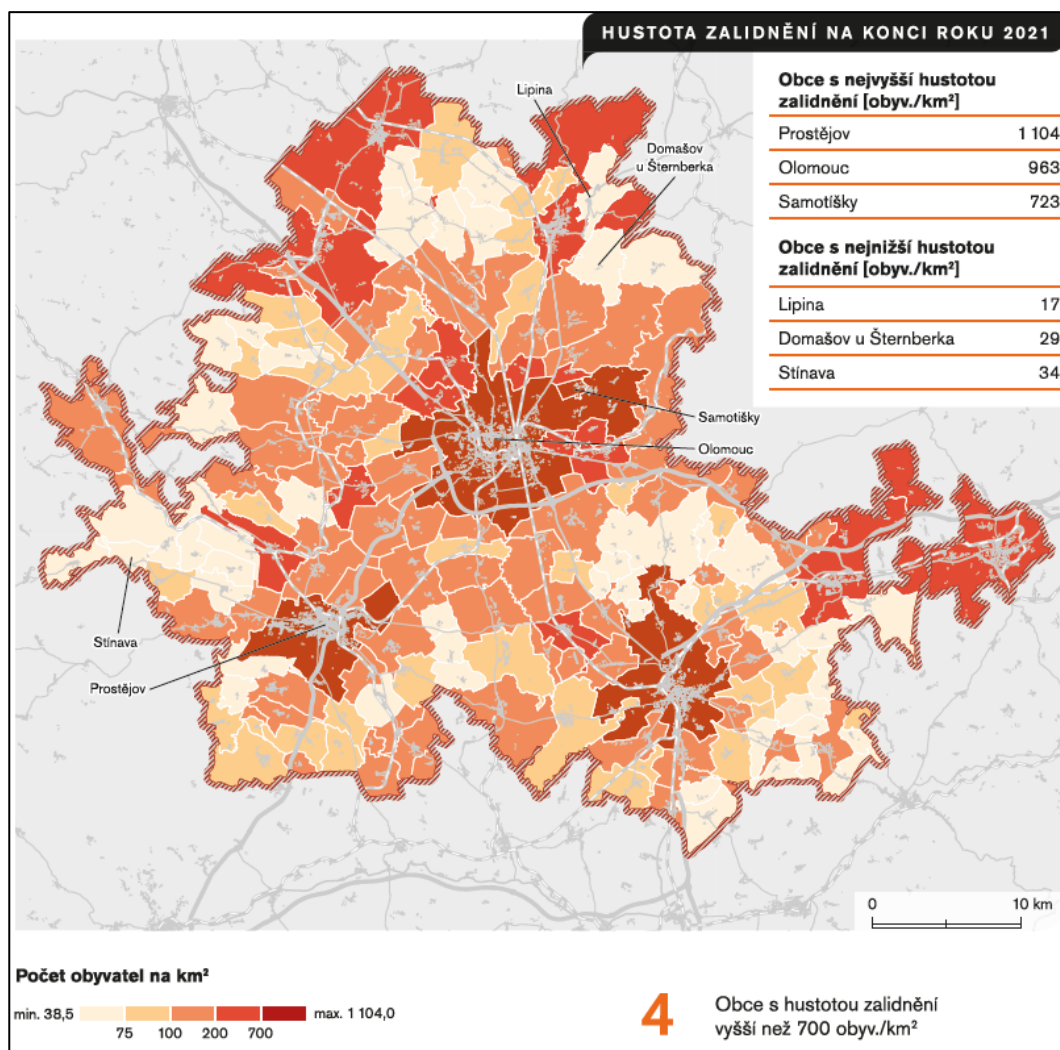 HUSTOTA ZALIDNĚNÍ NA KONCI ROKU 2021
Obce s nejvyšší hustotou
zalidnění [obyv./km²]
Prostějov 1 104
Olomouc 963
Samotíšky 723
Obce s nejnižší hustotou
zalidnění [obyv./km²]
Lipina 17
Domašov u Šternberka 29
Stínava 34
Lipina
Domašov
u Šternberka
Samotišky
Olomouc
Stínava
Prostějov
0 10 km
Počet obyvatel na km²
min. 38,5 max. 1 104,0
75 100 200 700
4 Obce s hustotou zalidnění
vyšší než 700 obyv./km²